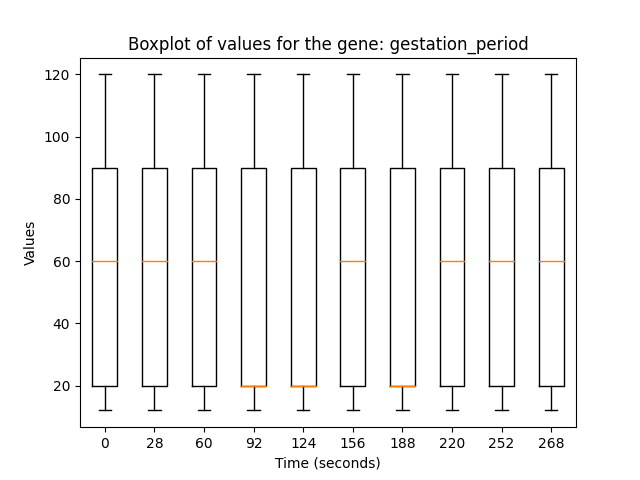 Boxplot of values for the gene: gestation_period
120
100
80
60
40
20
Values
0 28 60 92 124 156 188 220 252 268
Time (seconds)